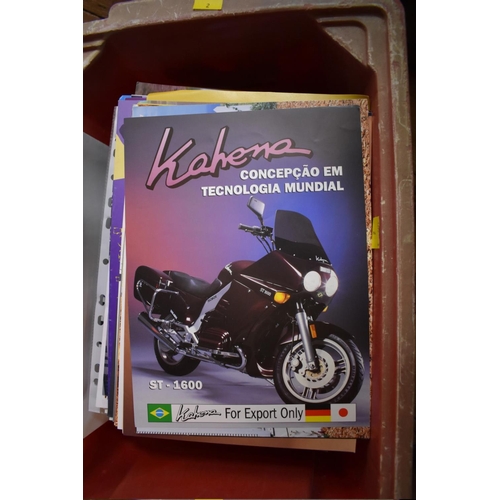 Kahena
CONCEPÇÃO EM
TECNOLOGIA MUNDIAL
ST - 1600
Kahena For Export Only